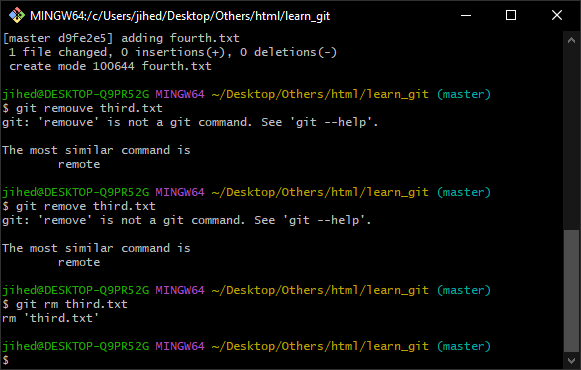 MINGW64:/c/Users/jihed/Desktop/Others/html/learn_git
[master d9fe2e5] adding fourth.txt
 1 file changed, 0 insertions(+), 0 deletions(-)
 create mode 100644 fourth.txt
jihed@DESKTOP-Q9PR52G MINGW64 ~/Desktop/Others/html/learn_git (master)
$ git remouve third.txt
git: 'remouve' is not a git command. See 'git --help'.
The most similar command is
        remote
jihed@DESKTOP-Q9PR52G MINGW64 ~/Desktop/Others/html/learn_git (master)
$ git remove third.txt
git: 'remove' is not a git command. See 'git --help'.
The most similar command is
        remote
jihed@DESKTOP-Q9PR52G MINGW64 ~/Desktop/Others/html/learn_git (master)
$ git rm third.txt
rm 'third.txt'
jihed@DESKTOP-Q9PR52G MINGW64 ~/Desktop/Others/html/learn_git (master)
$